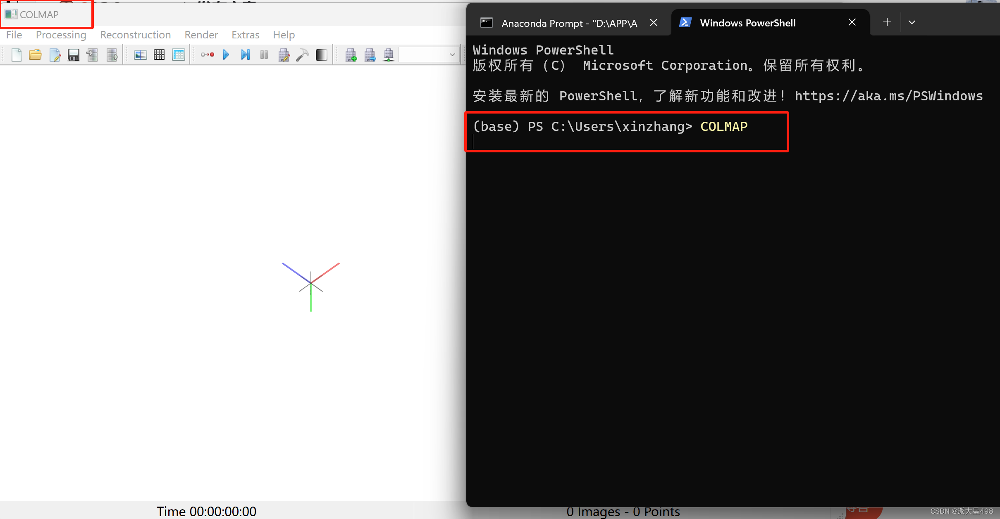 COLMAP
File Processing Reconstruction Render Extras Help
Time 00:00:00:00
0 Images - 0 Points
Anaconda Prompt - "D:\APP\A
Windows PowerShell
Windows PowerShell
版权所有 (C) Microsoft Corporation。保留所有权利。
安装最新的 PowerShell，了解新功能和改进！https://aka.ms/PSWindows
(base) PS C:\Users\xinzhang> COLMAP
CSDN @派大星498